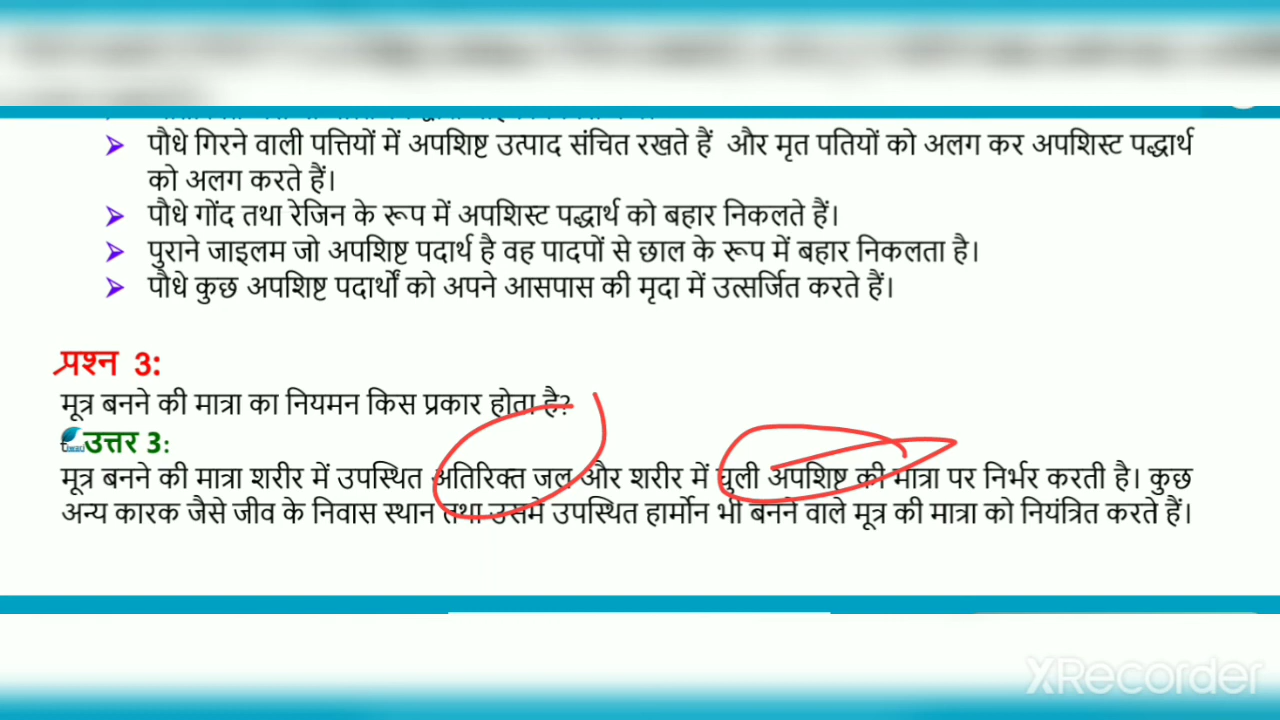 पौधे गिरने वाली पत्तियों में अपशिष्ट उत्पाद संचित रखते हैं और मृत पतियों को अलग कर अपशिस्ट पद्धार्थ
को अलग करते हैं।
पौधे गोंद तथा रेजिन के रूप में अपशिस्ट पद्धार्थ को बहार निकलते हैं।
पुराने जाइलम जो अपशिष्ट पदार्थ है वह पादपों से छाल के रूप में बहार निकलता है।
पौधे कुछ अपशिष्ट पदार्थों को अपने आसपास की मृदा में उत्सर्जित करते हैं।
प्रश्न 3:
मूत्र बनने की मात्रा का नियमन किस प्रकार होता है?
उत्तर 3:
मूत्र बनने की मात्रा शरीर में उपस्थित अतिरिक्त जल और शरीर में घुली अपशिष्ट की मात्रा पर निर्भर करती है। कुछ
अन्य कारक जैसे जीव के निवास स्थान तथा उसमें उपस्थित हार्मोन भी बनने वाले मूत्र की मात्रा को नियंत्रित करते हैं।
XRecorder